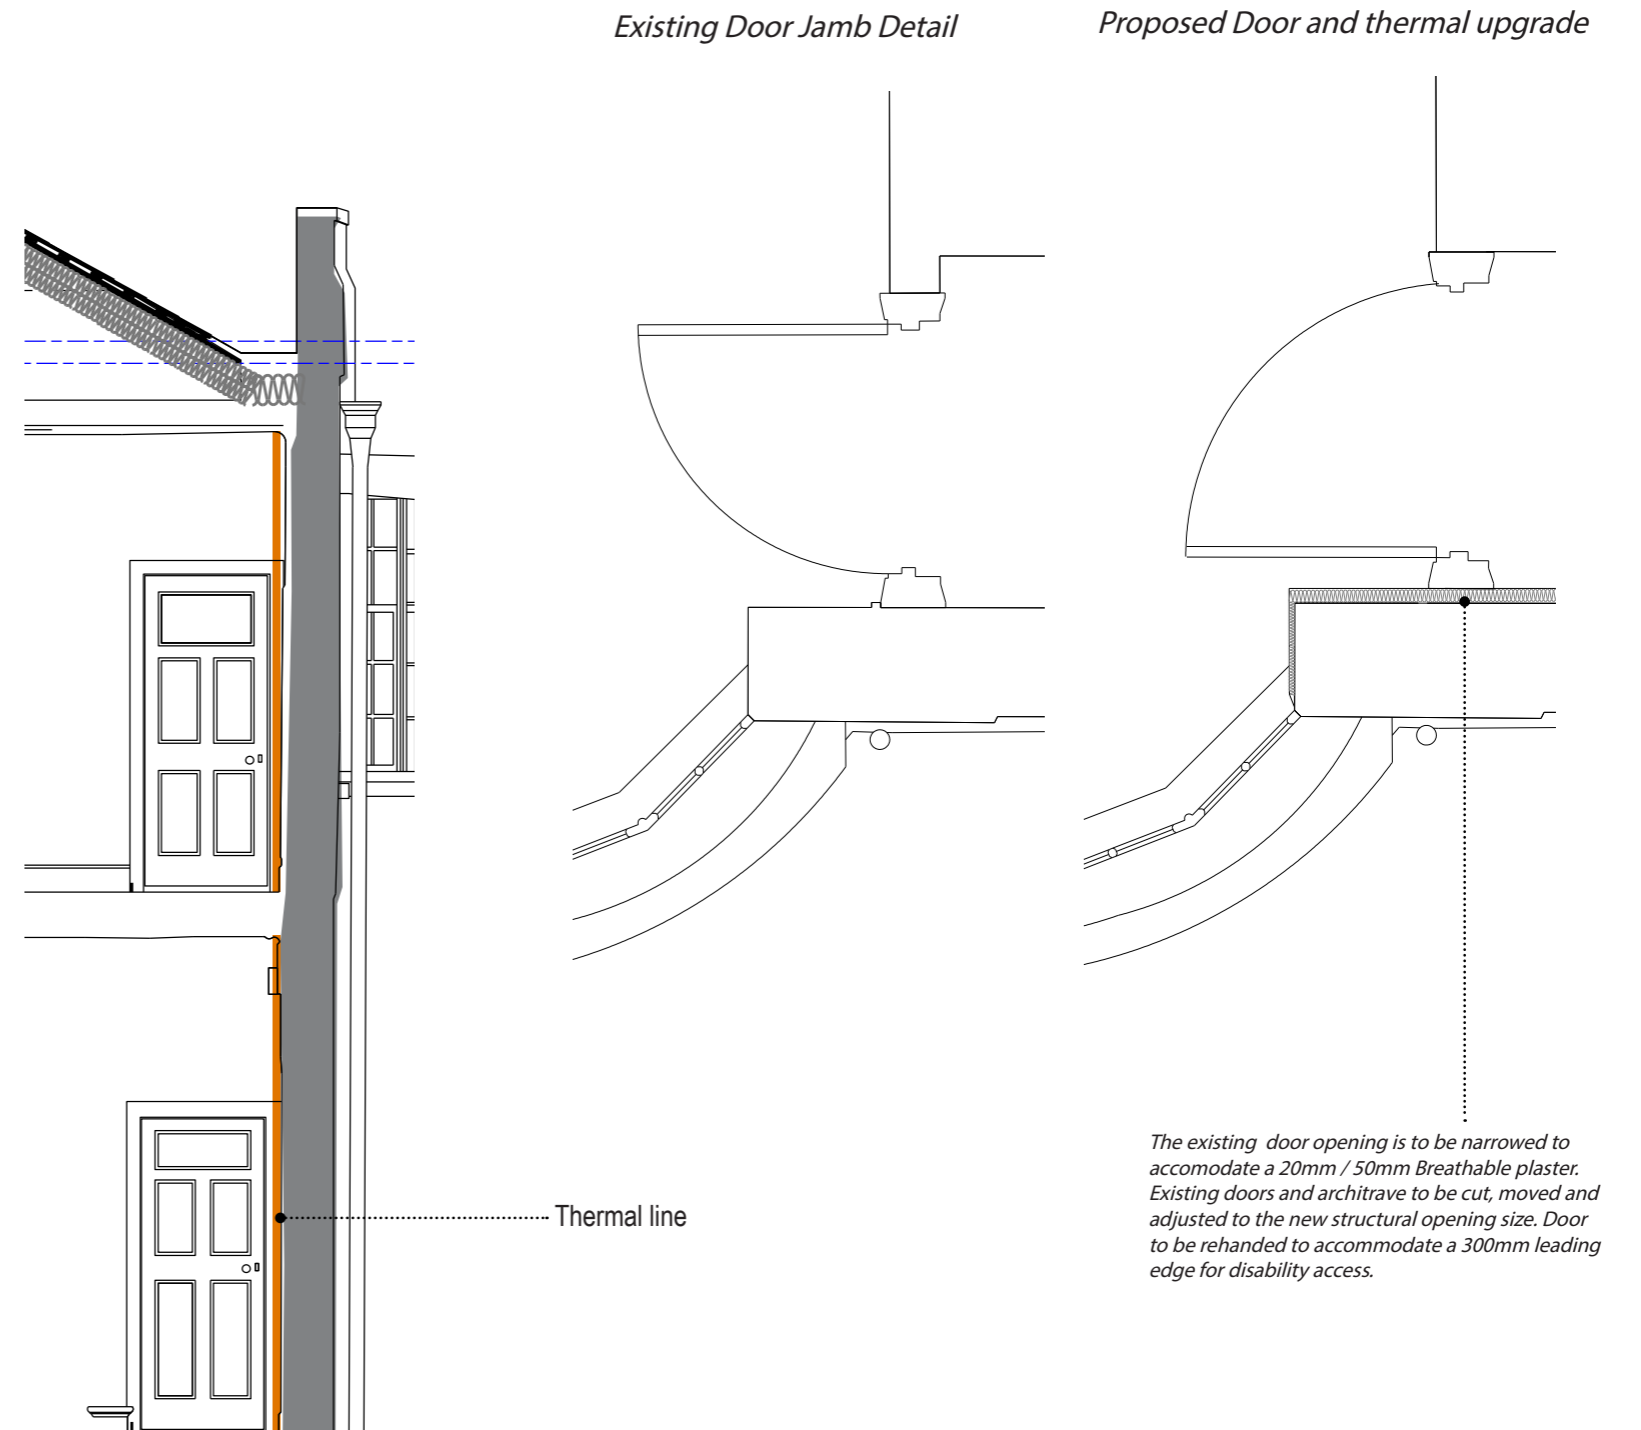 Existing Door Jamb Detail
Proposed Door and thermal upgrade
Thermal line
The existing door opening is to be narrowed to
accomodate a 20mm / 50mm Breathable plaster.
Existing doors and architrave to be cut, moved and
adjusted to the new structural opening size. Door
to be rehanded to accommodate a 300mm leading
edge for disability access.